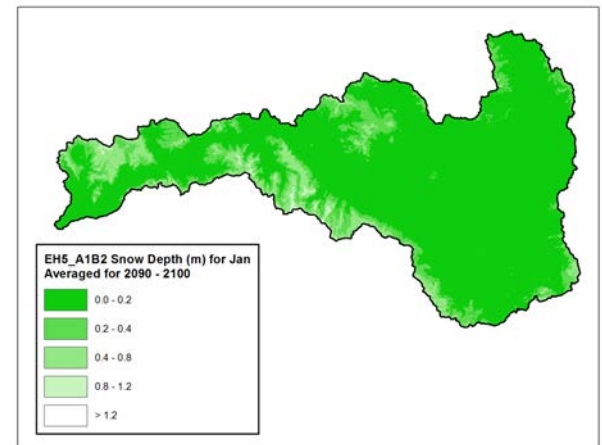 EH5_A1B2 Snow Depth (m) for Jan
Averaged for 2090 - 2100
0.0 - 0.2
0.2 - 0.4
0.4 - 0.8
0.8 - 1.2
> 1.2